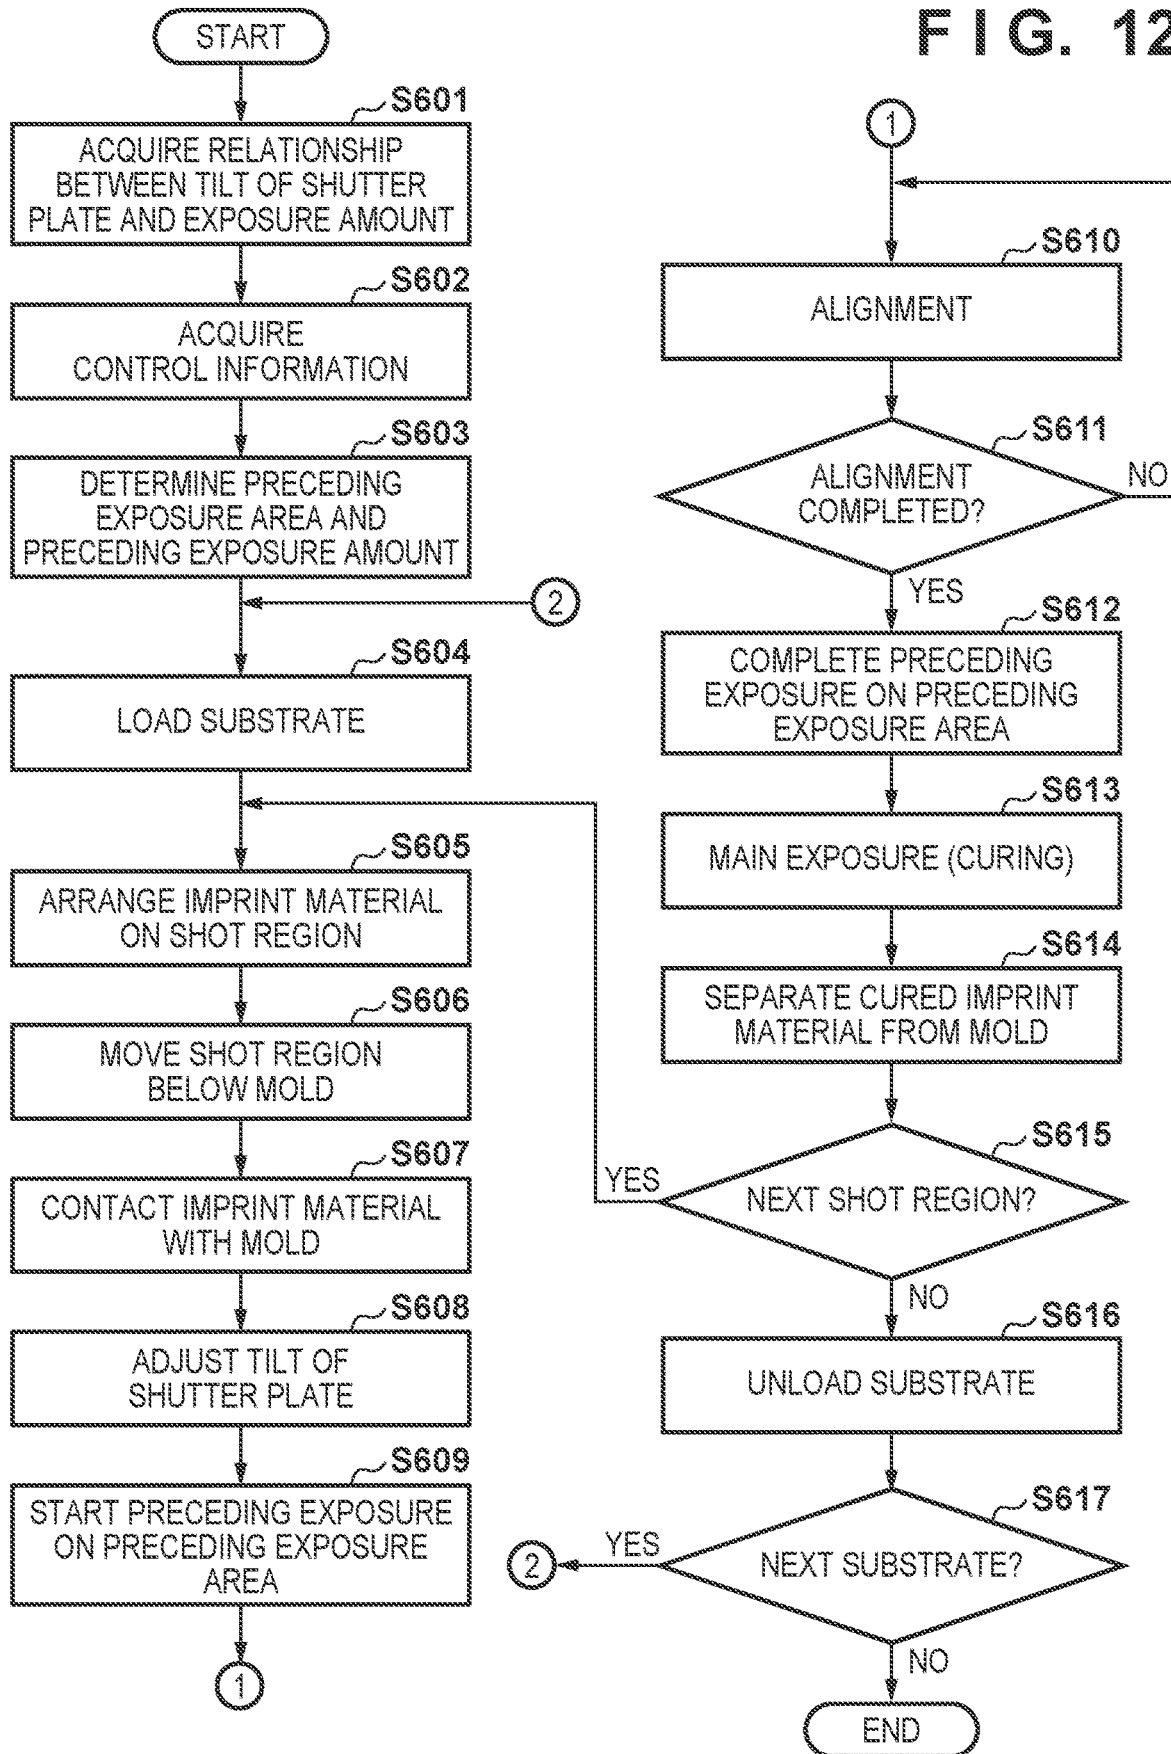 FIG. 12
START
S601
ACQUIRE RELATIONSHIP
BETWEEN TILT OF SHUTTER
PLATE AND EXPOSURE AMOUNT
S602
ACQUIRE
CONTROL INFORMATION
S603
DETERMINE PRECEDING
EXPOSURE AREA AND
PRECEDING EXPOSURE AMOUNT
2
S604
LOAD SUBSTRATE
S605
ARRANGE IMPRINT MATERIAL
ON SHOT REGION
S606
MOVE SHOT REGION
BELOW MOLD
S607
CONTACT IMPRINT MATERIAL
WITH MOLD
S608
ADJUST TILT OF
SHUTTER PLATE
S609
START PRECEDING EXPOSURE
ON PRECEDING EXPOSURE
AREA
1
1
S610
ALIGNMENT
S611
ALIGNMENT
COMPLETED?
NO
YES
S612
COMPLETE PRECEDING
EXPOSURE ON PRECEDING
EXPOSURE AREA
S613
MAIN EXPOSURE (CURING)
S614
SEPARATE CURED IMPRINT
MATERIAL FROM MOLD
S615
YES
NEXT SHOT REGION?
NO
S616
UNLOAD SUBSTRATE
S617
2
YES
NEXT SUBSTRATE?
NO
END